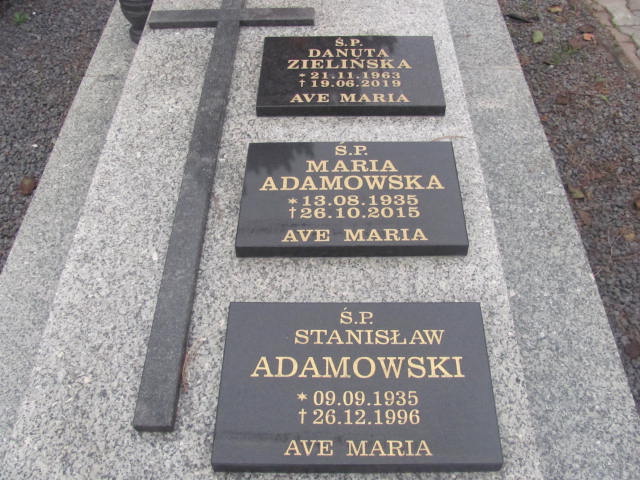 Ś.P.
DANUTA
ZIELIŃSKA
* 21.11.1963
† 19.06.2019
AVE MARIA
Ś.P.
MARIA
ADAMOWSKA
* 13.08.1935
† 26.10.2015
AVE MARIA
Ś.P.
STANISŁAW
ADAMOWSKI
* 09.09.1935
† 26.12.1996
AVE MARIA